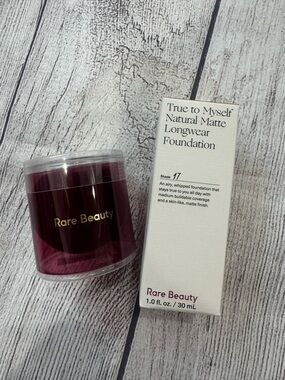 Rare Beauty
True to Myself
Natural Matte
Longwear
Foundation
Shade 17
An airy, whipped foundation that
stays true to you all day with
medium buildable coverage
and a skin-like, matte finish.
Rare Beauty
1.0 fl. oz. / 30 mL